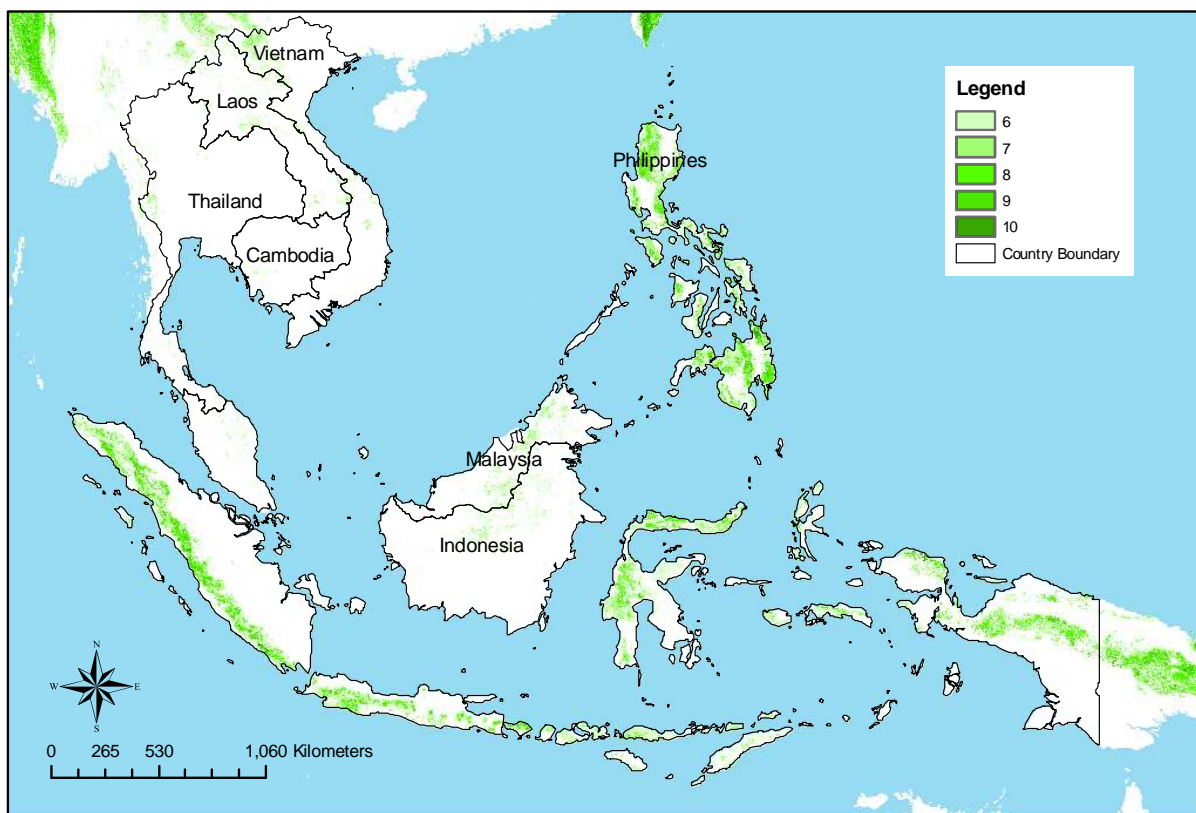 Vietnam
Laos
Thailand
Cambodia
Philippines
Malaysia
Indonesia
Legend
6
7
8
9
10
Country Boundary
N
W E
S
0 265 530 1,060 Kilometers